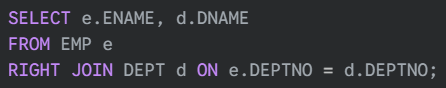 SELECT e.ENAME, d.DNAME
FROM EMP e
RIGHT JOIN DEPT d ON e.DEPTNO = d.DEPTNO;